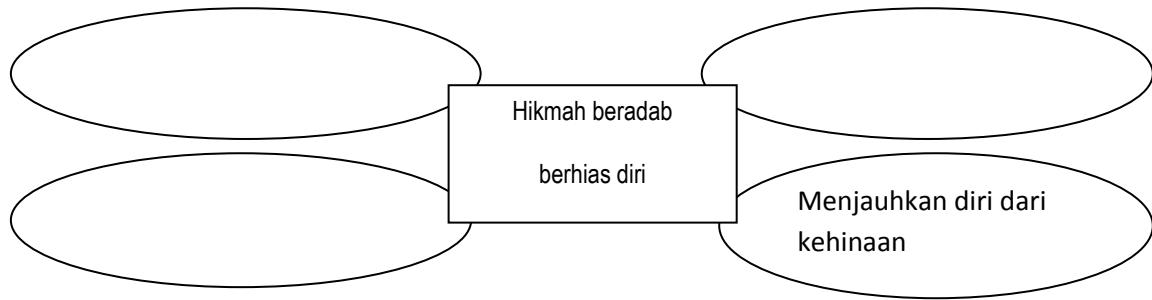 Hikmah beradab
berhias diri
Menjauhkan diri dari
kehinaan